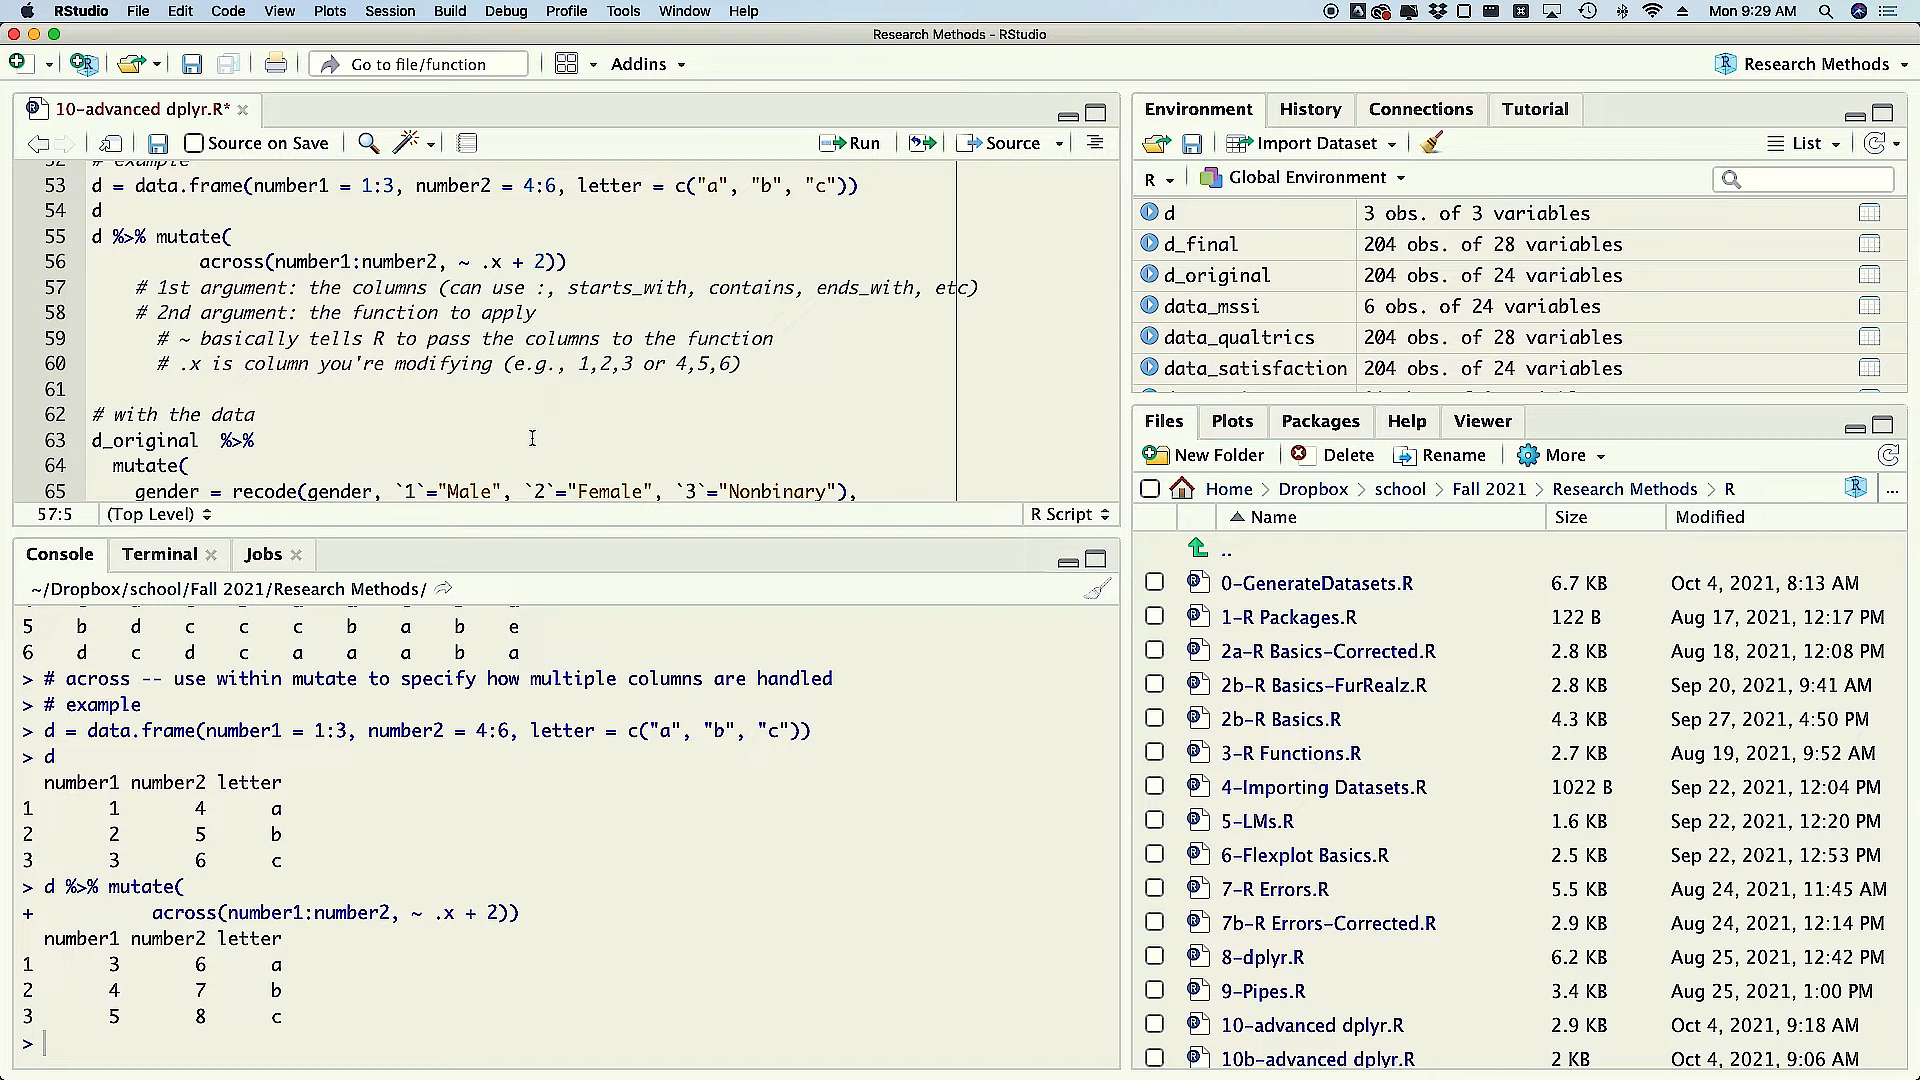 RStudio File Edit Code View Plots Session Build Debug Profile Tools Window Help Mon 9:29 AM
Research Methods - RStudio
Go to file/function Addins Research Methods
10-advanced dplyr.R*
Source on Save Run Source
52 # example
53 d = data.frame(number1 = 1:3, number2 = 4:6, letter = c("a", "b", "c"))
54 d
55 d %>% mutate(
56 across(number1:number2, ~ .x + 2))
57 # 1st argument: the columns (can use :, starts_with, contains, ends_with, etc)
58 # 2nd argument: the function to apply
59 # ~ basically tells R to pass the columns to the function
60 # .x is column you're modifying (e.g., 1,2,3 or 4,5,6)
61
62 # with the data
63 d_original %>%
64 mutate(
65 gender = recode(gender, `1`="Male", `2`="Female", `3`="Nonbinary"),
57:5 (Top Level) R Script
Console Terminal Jobs
~/Dropbox/school/Fall 2021/Research Methods/
5 b d c c c b a b e
6 d c d c a a a b a
> # across -- use within mutate to specify how multiple columns are handled
> # example
> d = data.frame(number1 = 1:3, number2 = 4:6, letter = c("a", "b", "c"))
> d
number1 number2 letter
1 1 4 a
2 2 5 b
3 3 6 c
> d %>% mutate(
+ across(number1:number2, ~ .x + 2))
number1 number2 letter
1 3 6 a
2 4 7 b
3 5 8 c
>
Environment History Connections Tutorial
Import Dataset List
R Global Environment
d 3 obs. of 3 variables
d_final 204 obs. of 28 variables
d_original 204 obs. of 24 variables
data_mssi 6 obs. of 24 variables
data_qualtrics 204 obs. of 28 variables
data_satisfaction 204 obs. of 24 variables
Files Plots Packages Help Viewer
New Folder Delete Rename More
Home > Dropbox > school > Fall 2021 > Research Methods > R ...
Name Size Modified
..
0-GenerateDatasets.R 6.7 KB Oct 4, 2021, 8:13 AM
1-R Packages.R 122 B Aug 17, 2021, 12:17 PM
2a-R Basics-Corrected.R 2.8 KB Aug 18, 2021, 12:08 PM
2b-R Basics-FurRealz.R 2.8 KB Sep 20, 2021, 9:41 AM
2b-R Basics.R 4.3 KB Sep 27, 2021, 4:50 PM
3-R Functions.R 2.7 KB Aug 19, 2021, 9:52 AM
4-Importing Datasets.R 1022 B Sep 22, 2021, 12:04 PM
5-LMs.R 1.6 KB Sep 22, 2021, 12:20 PM
6-Flexplot Basics.R 2.5 KB Sep 22, 2021, 12:53 PM
7-R Errors.R 5.5 KB Aug 24, 2021, 11:45 AM
7b-R Errors-Corrected.R 2.9 KB Aug 24, 2021, 12:14 PM
8-dplyr.R 6.2 KB Aug 25, 2021, 12:42 PM
9-Pipes.R 3.4 KB Aug 25, 2021, 1:00 PM
10-advanced dplyr.R 2.9 KB Oct 4, 2021, 9:18 AM
10b-advanced dplyr.R 2 KB Oct 4, 2021, 9:06 AM